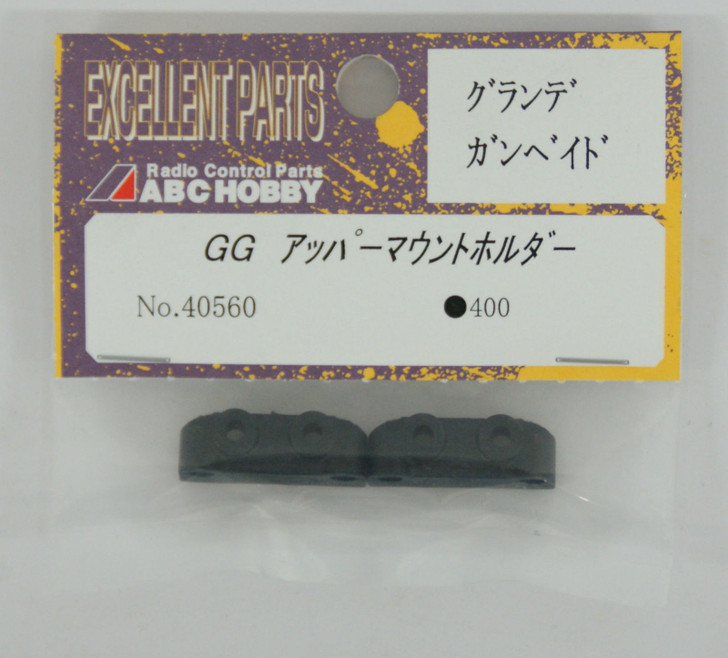 EXCELLENT PARTS
Radio Control Parts
ABC HOBBY
グランデ
ガンベイド
GG アッパーマウントホルダー
No.40560 ●400